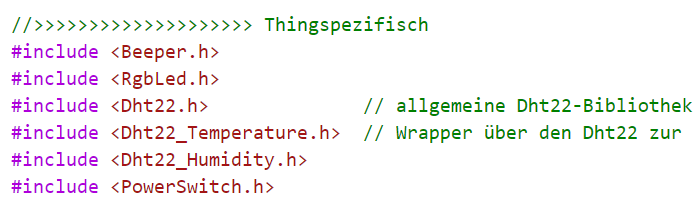 //>>>>>>>>>>>>>>>>>>>> Thingspezifisch
#include <Beeper.h>
#include <RgbLed.h>
#include <Dht22.h> // allgemeine Dht22-Bibliothek
#include <Dht22_Temperature.h> // Wrapper über den Dht22 zur
#include <Dht22_Humidity.h>
#include <PowerSwitch.h>